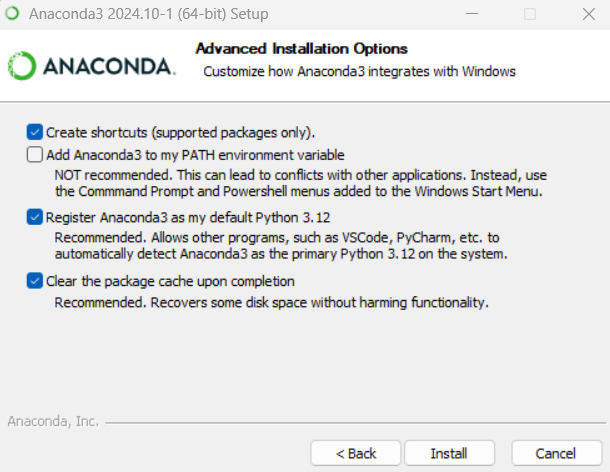 Anaconda3 2024.10-1 (64-bit) Setup
ANACONDA.
Advanced Installation Options
Customize how Anaconda3 integrates with Windows
Create shortcuts (supported packages only).
Add Anaconda3 to my PATH environment variable
NOT recommended. This can lead to conflicts with other applications. Instead, use
the Commmand Prompt and Powershell menus added to the Windows Start Menu.
Register Anaconda3 as my default Python 3.12
Recommended. Allows other programs, such as VSCode, PyCharm, etc. to
automatically detect Anaconda3 as the primary Python 3.12 on the system.
Clear the package cache upon completion
Recommended. Recovers some disk space without harming functionality.
Anaconda, Inc.
< Back
Install
Cancel